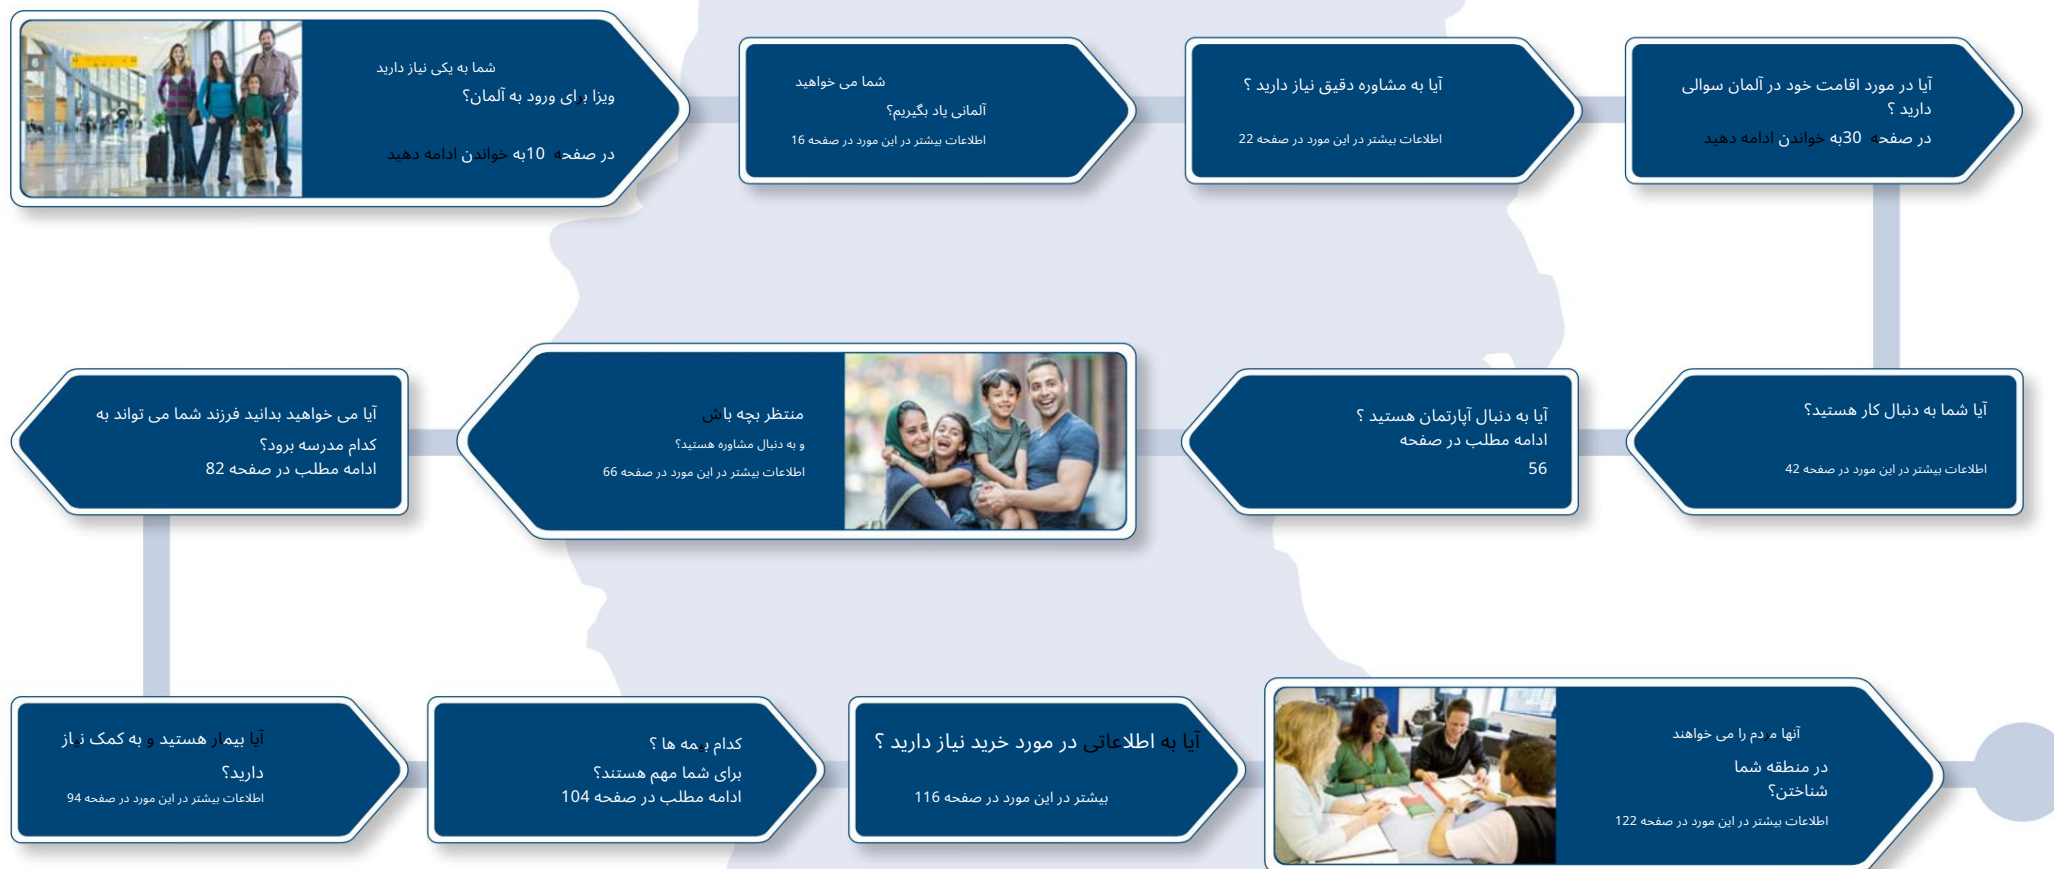 شما به یکی نیاز دارید
ویزا برای ورود به آلمان؟
در صفحه 10به خواندن ادامه دهید
شما می خواهید
آلمانی یاد بگیریم؟
اطلاعات بیشتر در این مورد در صفحه 16
آیا به مشاوره دقیق نیاز دارید ؟
اطلاعات بیشتر در این مورد در صفحه 22
آیا در مورد اقامت خود در آلمان سوالی
دارید ؟
در صفحه 30به خواندن ادامه دهید
آیا شما به دنبال کار هستید؟
اطلاعات بیشتر در این مورد در صفحه 42
آیا به دنبال آپارتمان هستید ؟
ادامه مطلب در صفحه
56
منتظر بچه باش
و به دنبال مشاوره هستید؟
اطلاعات بیشتر در این مورد در صفحه 66
آیا می خواهید بدانید فرزند شما می تواند به
کدام مدرسه برود؟
ادامه مطلب در صفحه 82
آیا بیمار هستید و به کمک نیاز
دارید؟
اطلاعات بیشتر در این مورد در صفحه 94
کدام بیمه ها ؟
برای شما مهم هستند؟
ادامه مطلب در صفحه 104
آیا به اطلاعاتی در مورد خرید نیاز دارید ؟
بیشتر در این مورد در صفحه 116
آنها مردم را می خواهند
در منطقه شما
شناختن؟
اطلاعات بیشتر در این مورد در صفحه 122